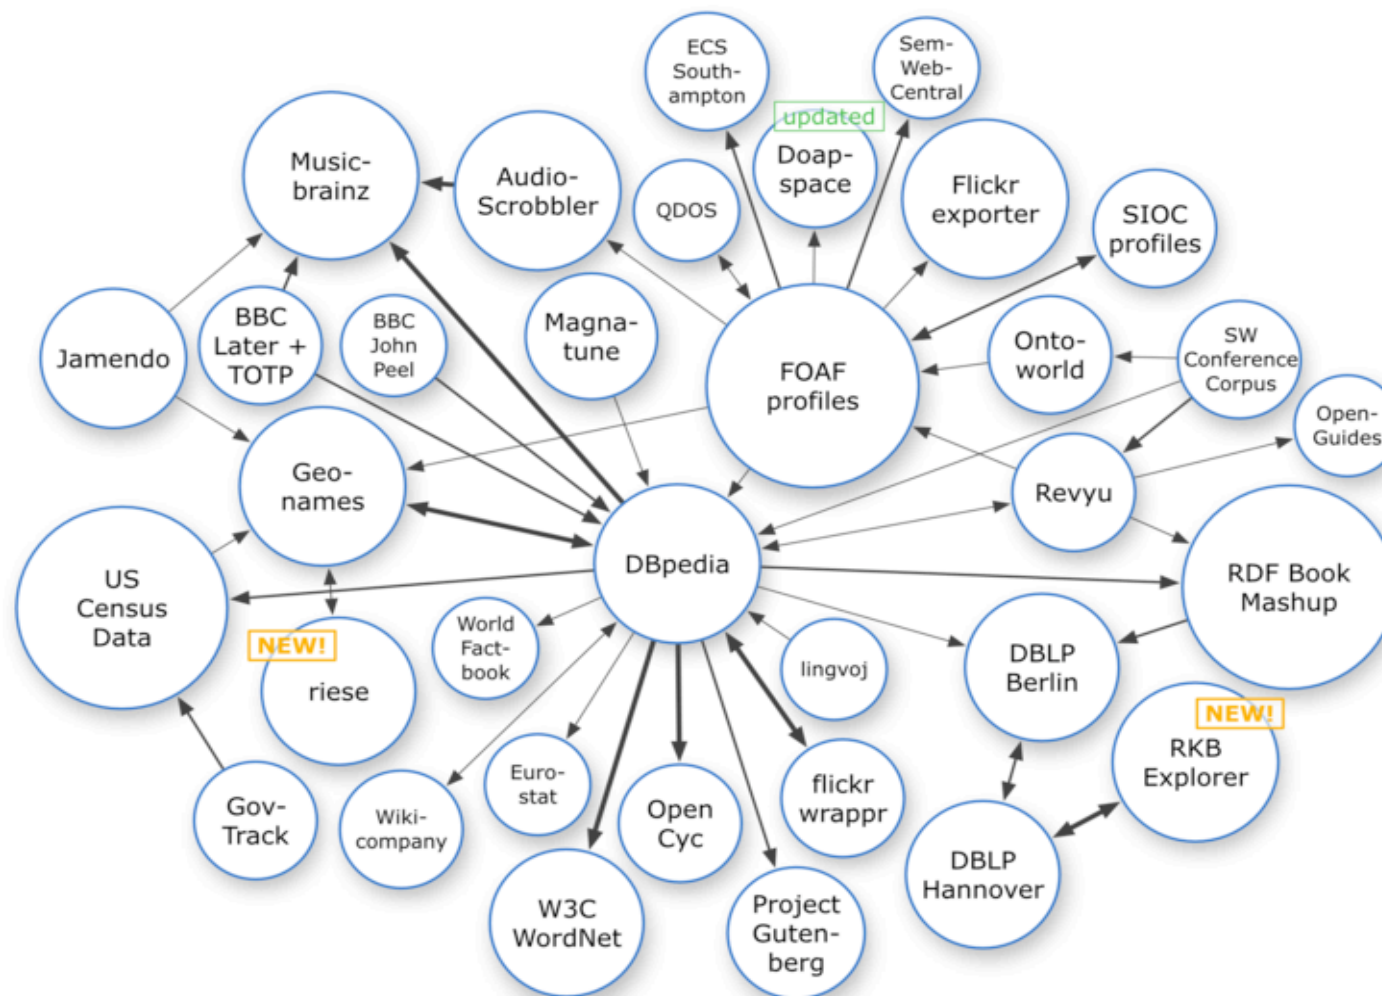 ECS
South-
ampton
Sem-
Web-
Central
updated
Doap-
space
Music-
brainz
Audio-
Scrobbler
QDOS
Flickr
exporter
SIOC
profiles
Jamendo
BBC
Later +
TOTP
BBC
John
Peel
Magna-
tune
FOAF
profiles
Onto-
world
SW
Conference
Corpus
Open-
Guides
Geo-
names
Revyu
US
Census
Data
DBpedia
RDF Book
Mashup
NEW!
riese
World
Fact-
book
lingvoj
DBLP
Berlin
NEW!
RKB
Explorer
Gov-
Track
Wiki-
company
Euro-
stat
Open
Cyc
flickr
wrappr
DBLP
Hannover
W3C
WordNet
Project
Guten-
berg